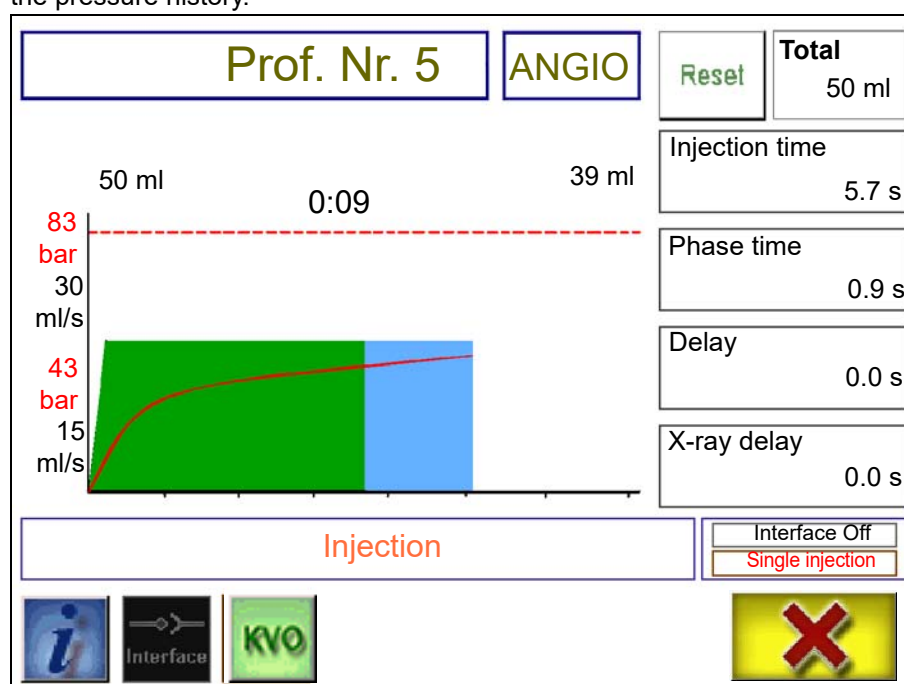 the pressure history.
Prof. Nr. 5
ANGIO
Reset
Total
50 ml
Injection time
5.7 s
Phase time
0.9 s
Delay
0.0 s
X-ray delay
0.0 s
50 ml
0:09
39 ml
83
bar
30
ml/s
43
bar
15
ml/s
Injection
Interface Off
Single injection
i
Interface
KVO